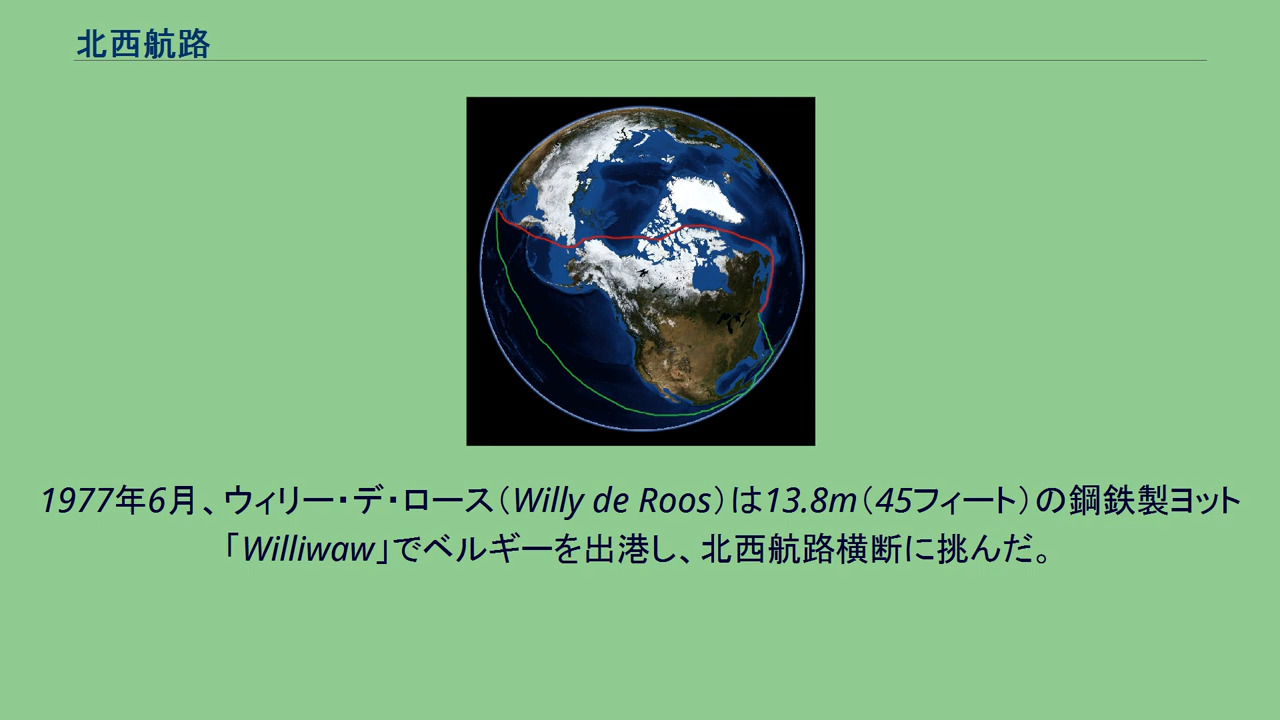 北西航路
1977年6月、ウィリー・デ・ロース（Willy de Roos）は13.8m（45フィート）の鋼鉄製ヨット
「Williwaw」でベルギーを出港し、北西航路横断に挑んだ。